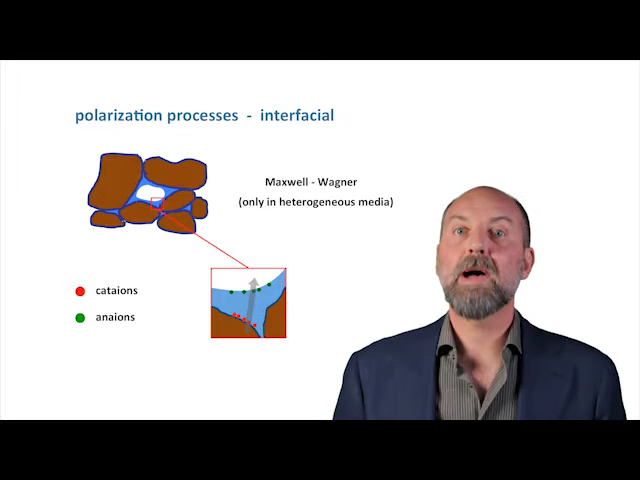 polarization processes - interfacial
Maxwell - Wagner
(only in heterogeneous media)
cataions
anaions